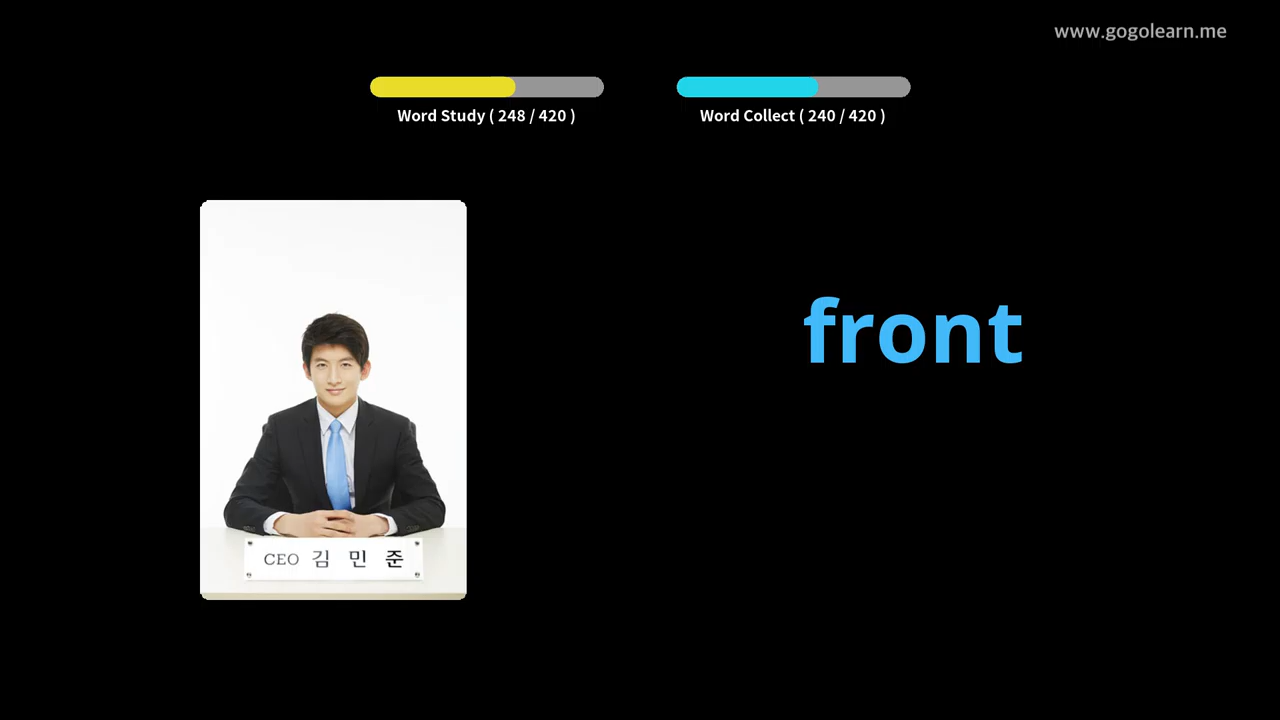 www.gogolearn.me
Word Study ( 248 / 420 )
Word Collect ( 240 / 420 )
front
CEO 김 민 준